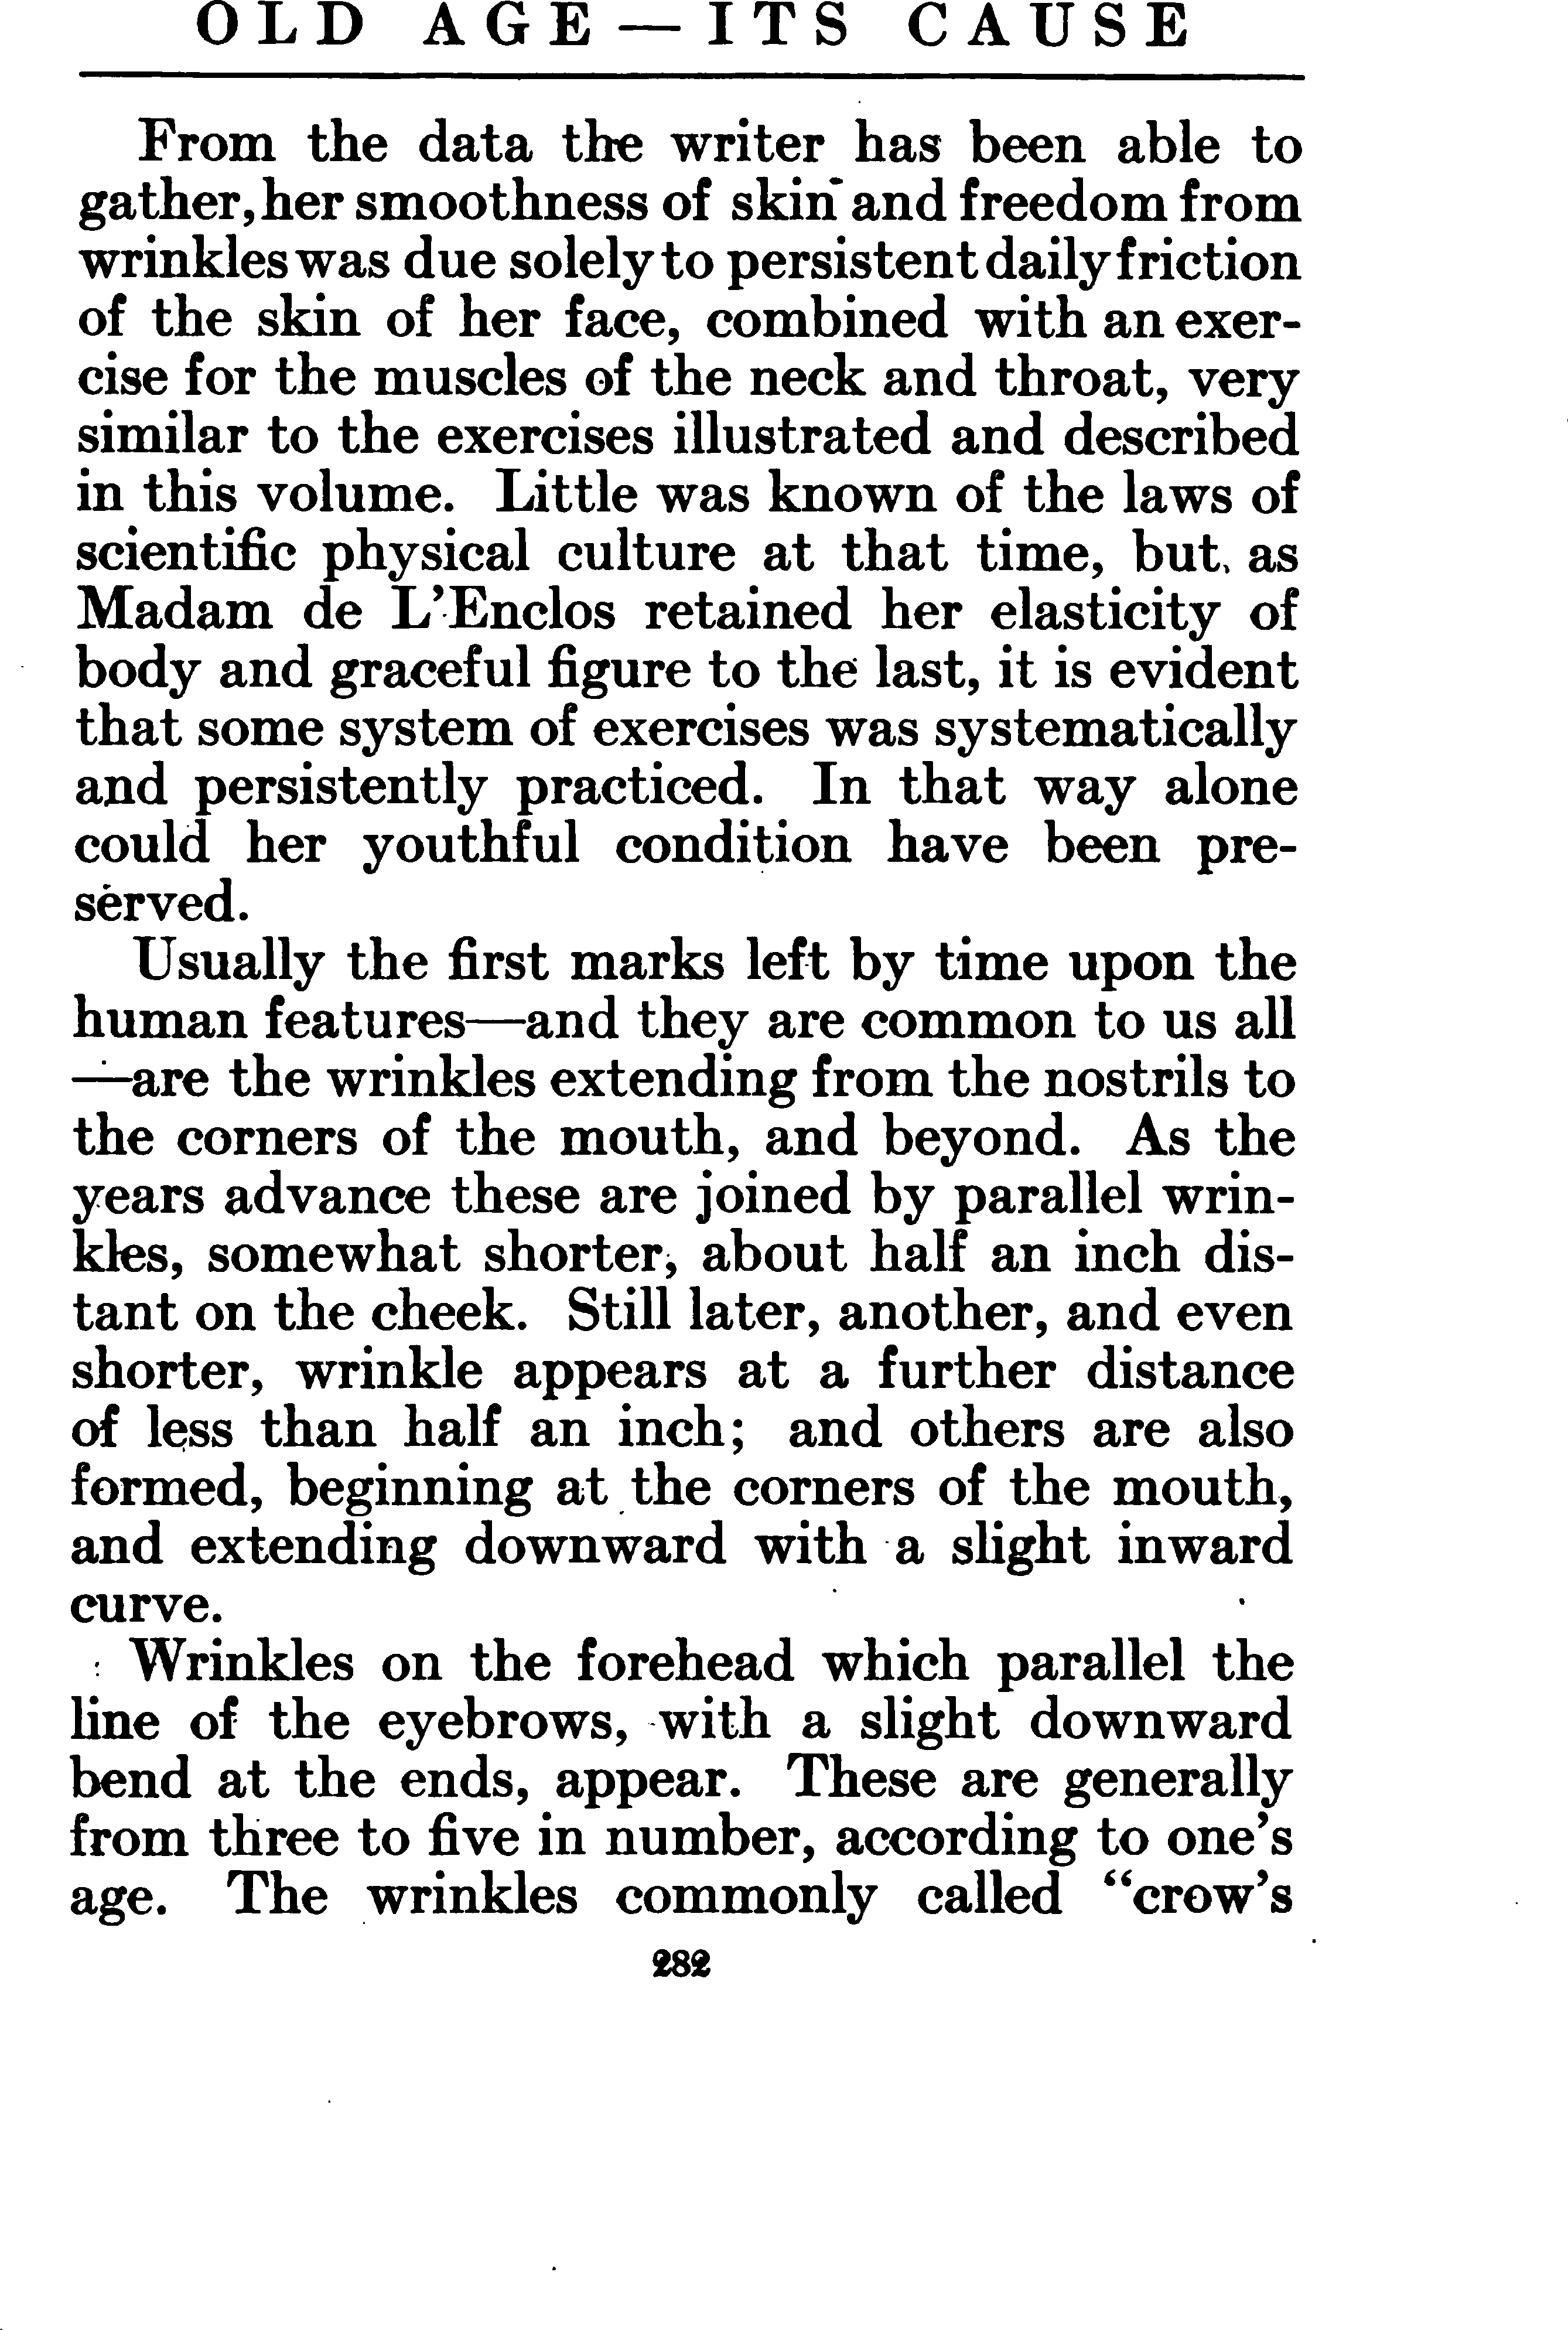 OLD AGE—ITS CAUSE
From the data the writer has been able to
gather, her smoothness of skin and freedom from
wrinkles was due solely to persistent daily friction
of the skin of her face, combined with an exer-
cise for the muscles of the neck and throat, very
similar to the exercises illustrated and described
in this volume. Little was known of the laws of
scientific physical culture at that time, but, as
Madam de L'Enclos retained her elasticity of
body and graceful figure to the last, it is evident
that some system of exercises was systematically
and persistently practiced. In that way alone
could her youthful condition have been pre-
served.
Usually the first marks left by time upon the
human features—and they are common to us all
—are the wrinkles extending from the nostrils to
the corners of the mouth, and beyond. As the
years advance these are joined by parallel wrin-
kles, somewhat shorter, about half an inch dis-
tant on the cheek. Still later, another, and even
shorter, wrinkle appears at a further distance
of less than half an inch; and others are also
formed, beginning at the corners of the mouth,
and extending downward with a slight inward
curve.
Wrinkles on the forehead which parallel the
line of the eyebrows, with a slight downward
bend at the ends, appear. These are generally
from three to five in number, according to one's
age. The wrinkles commonly called "crow's
282